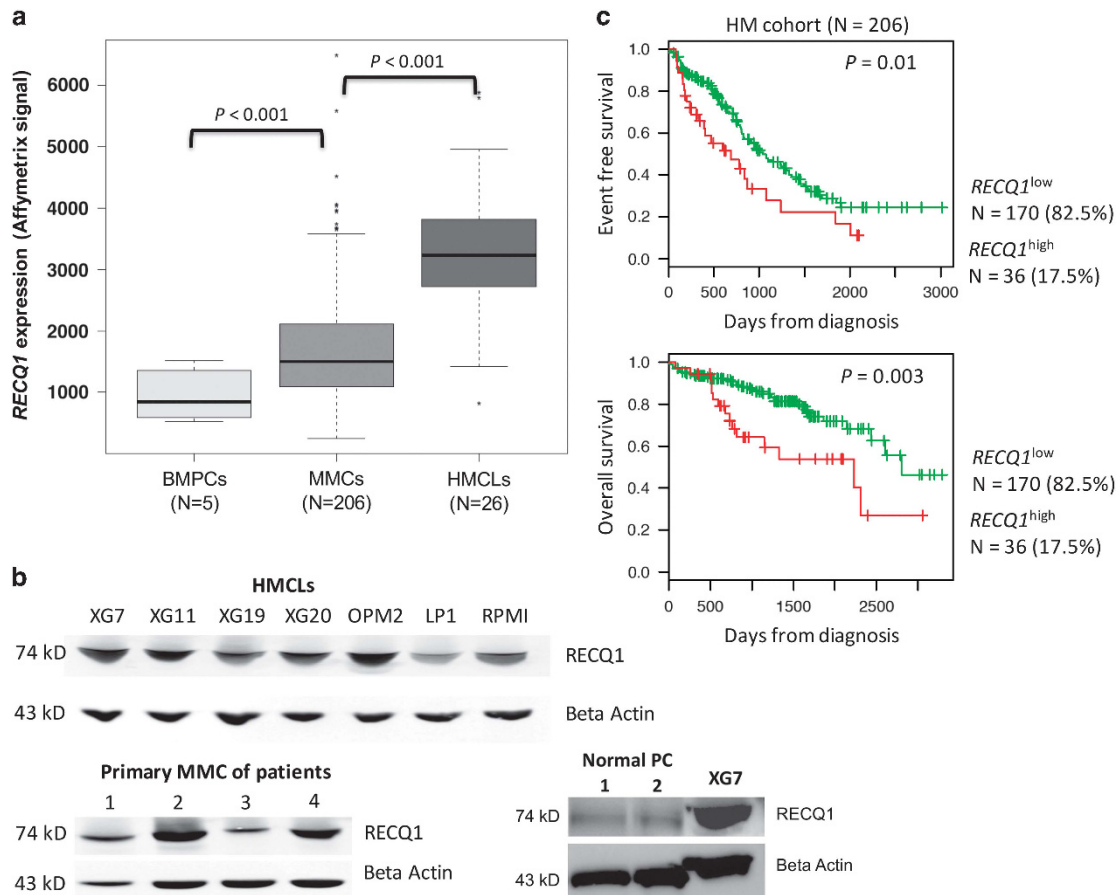 a
RECQ1 expression (Affymetrix signal)
6000
5000
4000
3000
2000
1000
P < 0.001
P < 0.001
BMPCs
(N=5)
MMCs
(N=206)
HMCLs
(N=26)
b
HMCLs
XG7 XG11 XG19 XG20 OPM2 LP1 RPMI
74 kD
RECQ1
43 kD
Beta Actin
Primary MMC of patients
1 2 3 4
74 kD
RECQ1
43 kD
Beta Actin
Normal PC
1 2
XG7
74 kD
RECQ1
43 kD
Beta Actin
c
HM cohort (N = 206)
P = 0.01
Event free survival
1.0
0.8
0.6
0.4
0.2
0.0
0 500 1000 2000 3000
Days from diagnosis
RECQ1low
N = 170 (82.5%)
RECQ1high
N = 36 (17.5%)
P = 0.003
Overall survival
1.0
0.8
0.6
0.4
0.2
0.0
0 500 1500 2500
Days from diagnosis
RECQ1low
N = 170 (82.5%)
RECQ1high
N = 36 (17.5%)